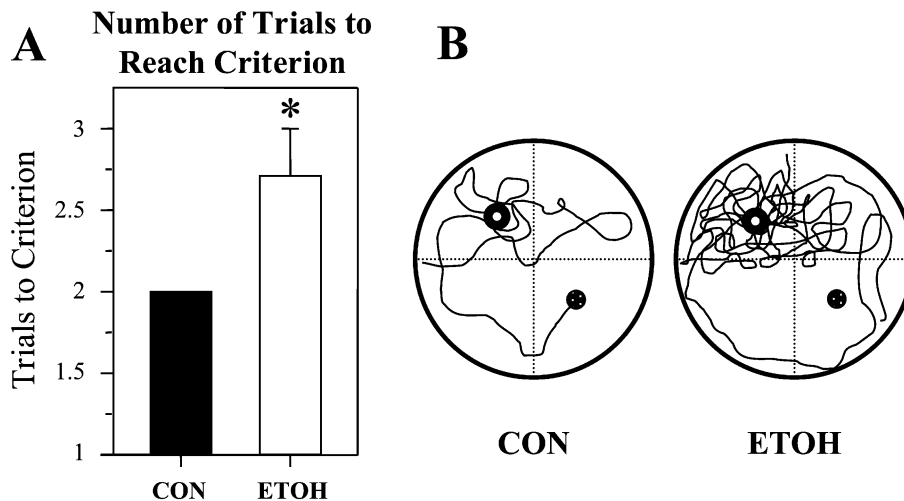 A
Number of Trials to
Reach Criterion
*
Trials to Criterion
3
2.5
2
1.5
1
CON
ETOH
B
CON
ETOH